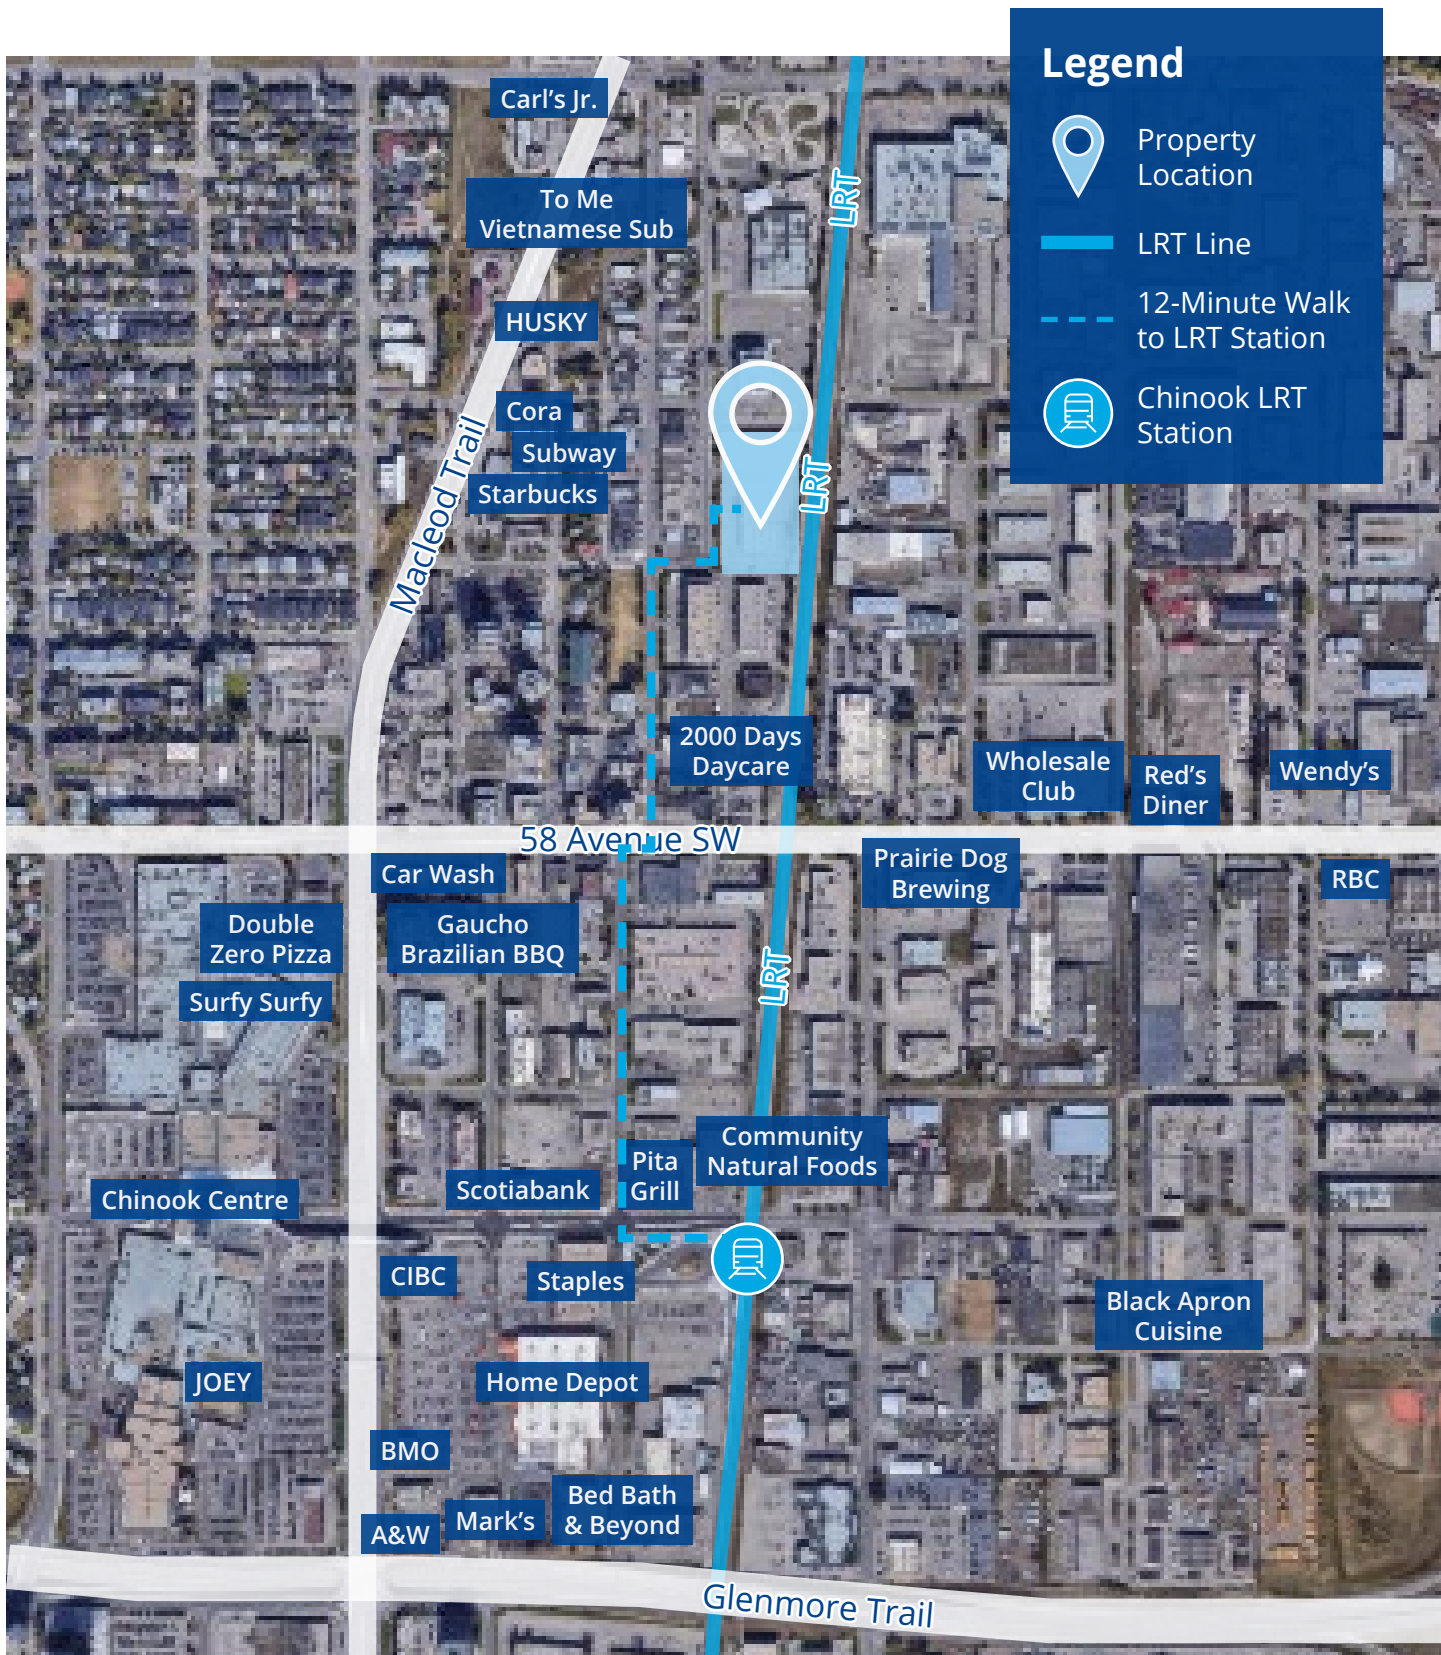 Legend
Property
Location
LRT Line
12-Minute Walk
to LRT Station
Chinook LRT
Station
Carl's Jr.
To Me
Vietnamese Sub
LRT
HUSKY
Cora
Subway
Starbucks
Macleod Trail
LRT
2000 Days
Daycare
Wholesale
Club
Red's
Diner
Wendy's
58 Avenue SW
Car Wash
Prairie Dog
Brewing
RBC
Double
Zero Pizza
Gaucho
Brazilian BBQ
Surfy Surfy
LRT
Community
Natural Foods
Pita
Grill
Scotiabank
Chinook Centre
CIBC
Staples
Black Apron
Cuisine
JOEY
Home Depot
BMO
Bed Bath
& Beyond
Mark's
A&W
Glenmore Trail